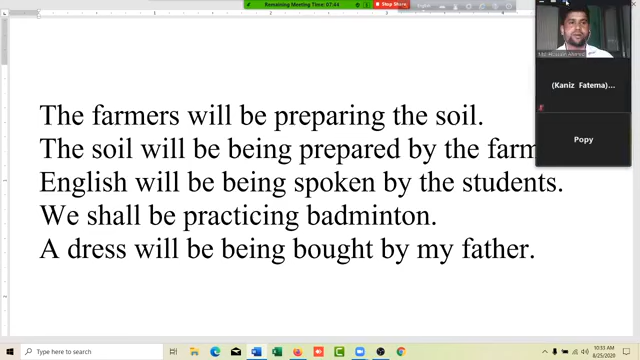 Remaining Meeting Time: 07:44
Stop Share
English
The farmers will be preparing the soil.
The soil will be being prepared by the farm
English will be being spoken by the students.
We shall be practicing badminton.
A dress will be being bought by my father.
(Kaniz Fatema)...
Popy
Type here to search
10:33 AM
8/25/2020